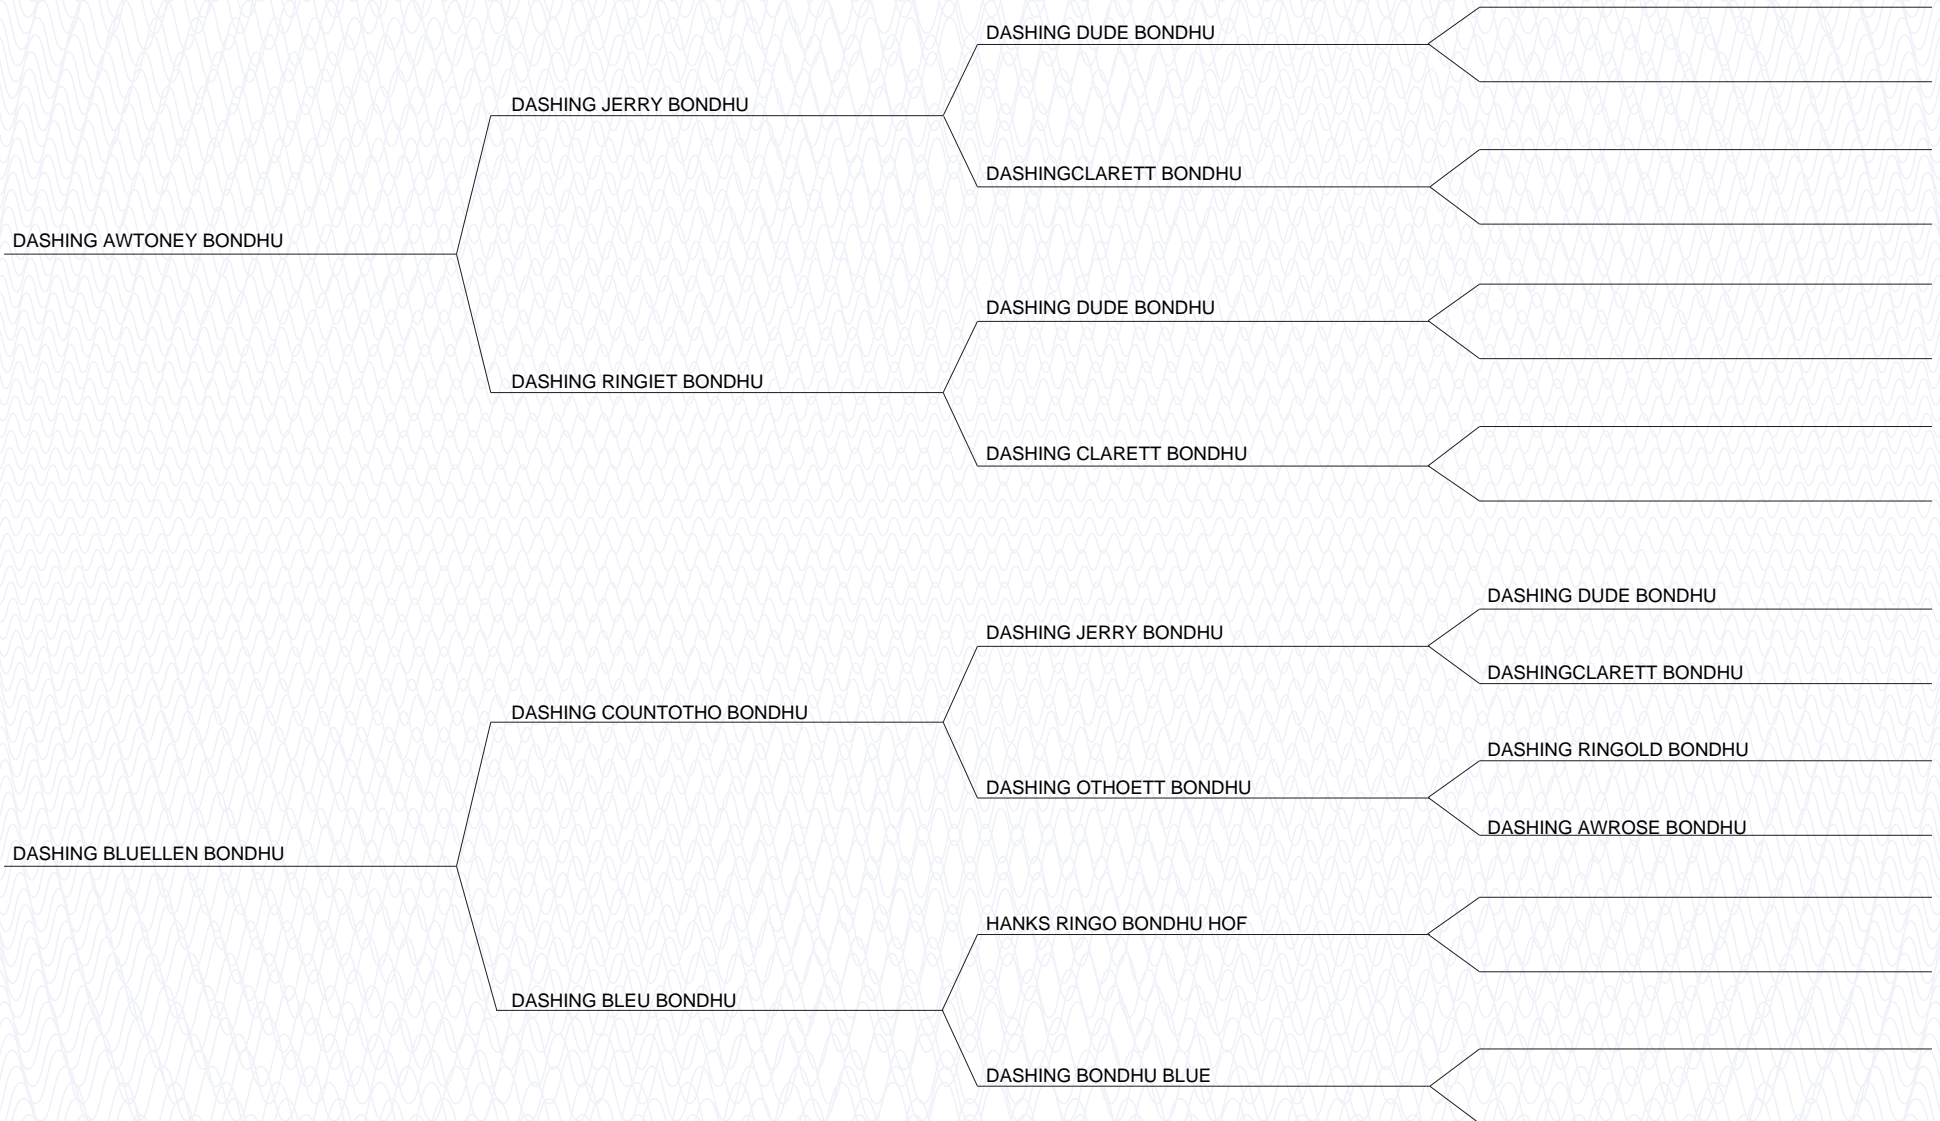 DASHING DUDE BONDHU
DASHING JERRY BONDHU
DASHINGCLARETT BONDHU
DASHING AWTONEY BONDHU
DASHING DUDE BONDHU
DASHING RINGIET BONDHU
DASHING CLARETT BONDHU
DASHING DUDE BONDHU
DASHING JERRY BONDHU
DASHINGCLARETT BONDHU
DASHING COUNTOTHO BONDHU
DASHING RINGOLD BONDHU
DASHING OTHOETT BONDHU
DASHING AWROSE BONDHU
DASHING BLUELLEN BONDHU
HANKS RINGO BONDHU HOF
DASHING BLEU BONDHU
DASHING BONDHU BLUE